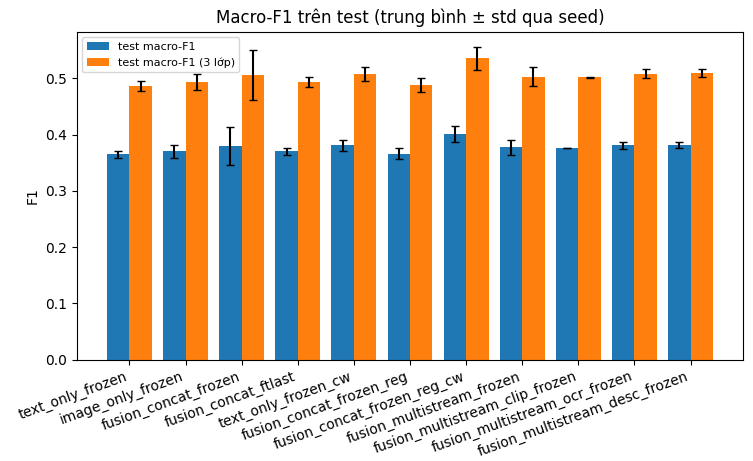 Macro-F1 trên test (trung bình ± std qua seed)
test macro-F1
test macro-F1 (3 lớp)
F1
0.5
0.4
0.3
0.2
0.1
0.0
text_only_frozen
image_only_frozen
fusion_concat_frozen
fusion_concat_ftlast
text_only_frozen_cw
fusion_concat_frozen_reg
fusion_concat_frozen_reg_cw
fusion_multistream_frozen
fusion_multistream_clip_frozen
fusion_multistream_ocr_frozen
fusion_multistream_desc_frozen